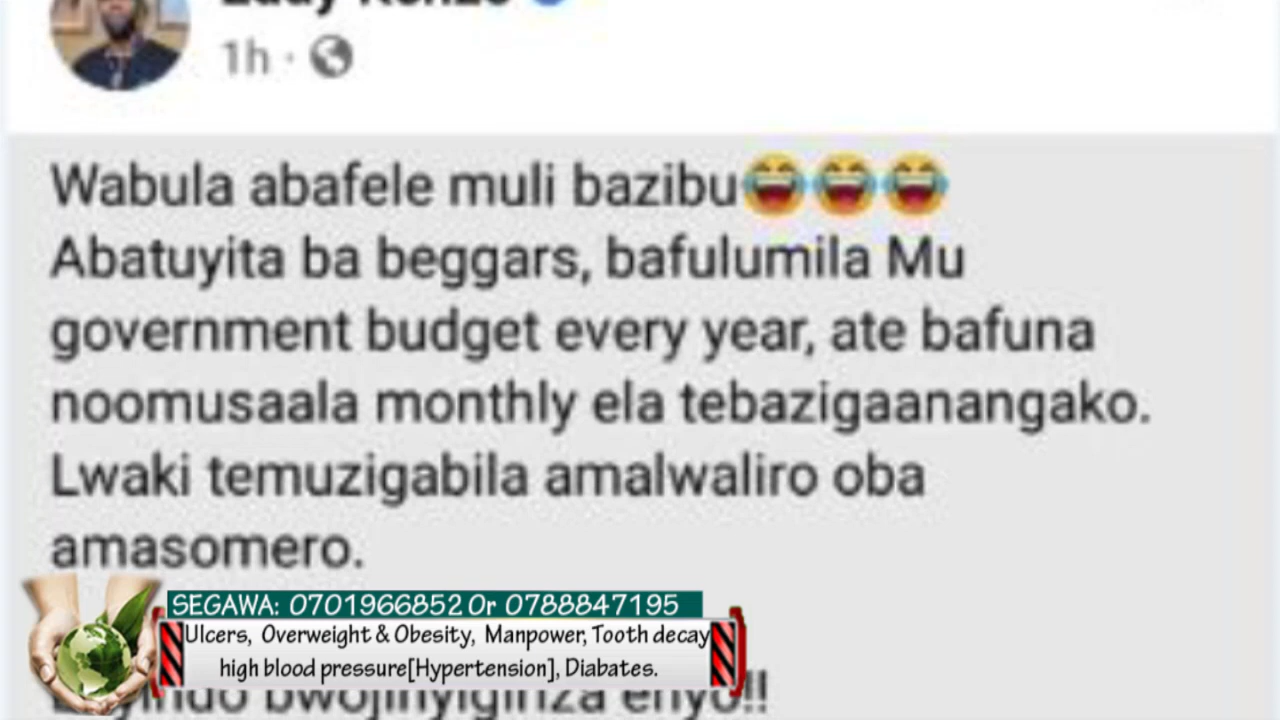 1h ·
Wabula abafele muli bazibu😂😂😂
Abatuyita ba beggars, bafulumila Mu
government budget every year, ate bafuna
noomusaala monthly ela tebazigaanangako.
Lwaki temuzigabila amalwaliro oba
amasomero.
SEGAWA: 0701966852 Or 0788847195
Ulcers, Overweight & Obesity, Manpower, Tooth decay
high blood pressure[Hypertension], Diabates.